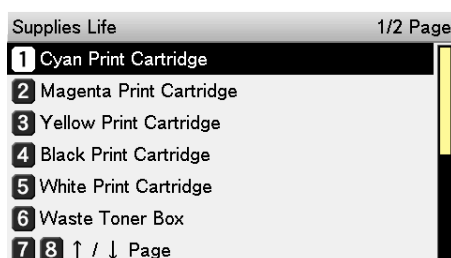 Supplies Life 1/2 Page
1 Cyan Print Cartridge
2 Magenta Print Cartridge
3 Yellow Print Cartridge
4 Black Print Cartridge
5 White Print Cartridge
6 Waste Toner Box
7 8 ↑ / ↓ Page